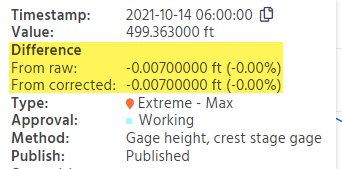 Timestamp: 2021-10-14 06:00:00
Value: 499.363000 ft
Difference
From raw: -0.00700000 ft (-0.00%)
From corrected: -0.00700000 ft (-0.00%)
Type: Extreme - Max
Approval: Working
Method: Gage height, crest stage gage
Publish: Published